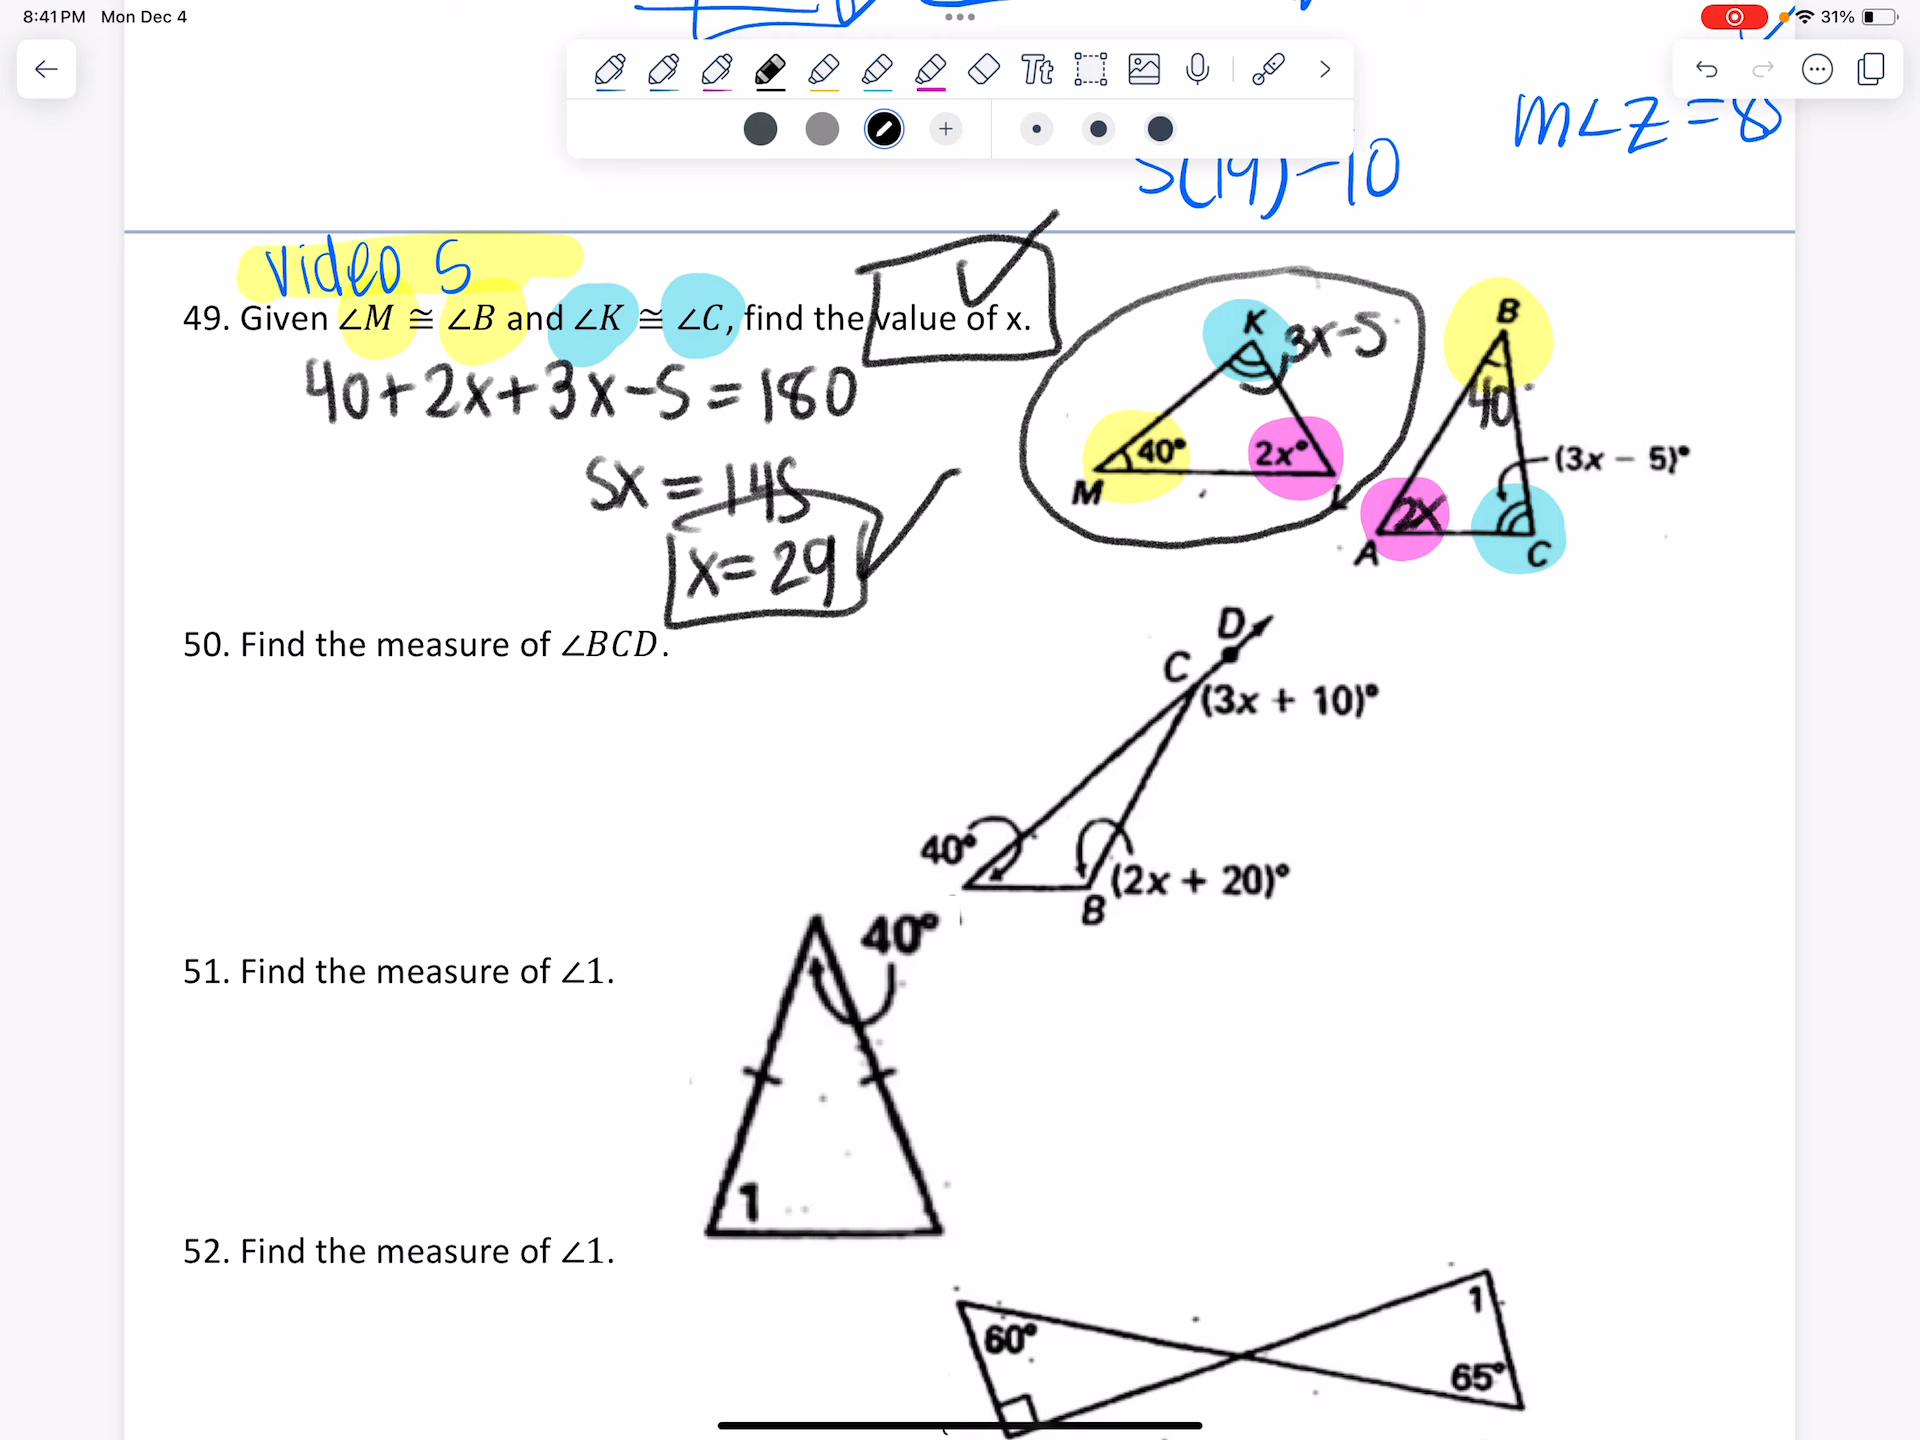 8:41 PM Mon Dec 4
31%
Tt
m∠Z = 8
5(19)-10
Video 5
49. Given ∠M ≅ ∠B and ∠K ≅ ∠C, find the value of x.
40+2x+3x-5=180
5x = 145
x = 29
K
3x-5
M
40°
2x°
L
B
40
(3x – 5)°
2x
A
C
50. Find the measure of ∠BCD.
D
C
(3x + 10)°
40°
(2x + 20)°
B
51. Find the measure of ∠1.
40°
1
52. Find the measure of ∠1.
60°
1
65°